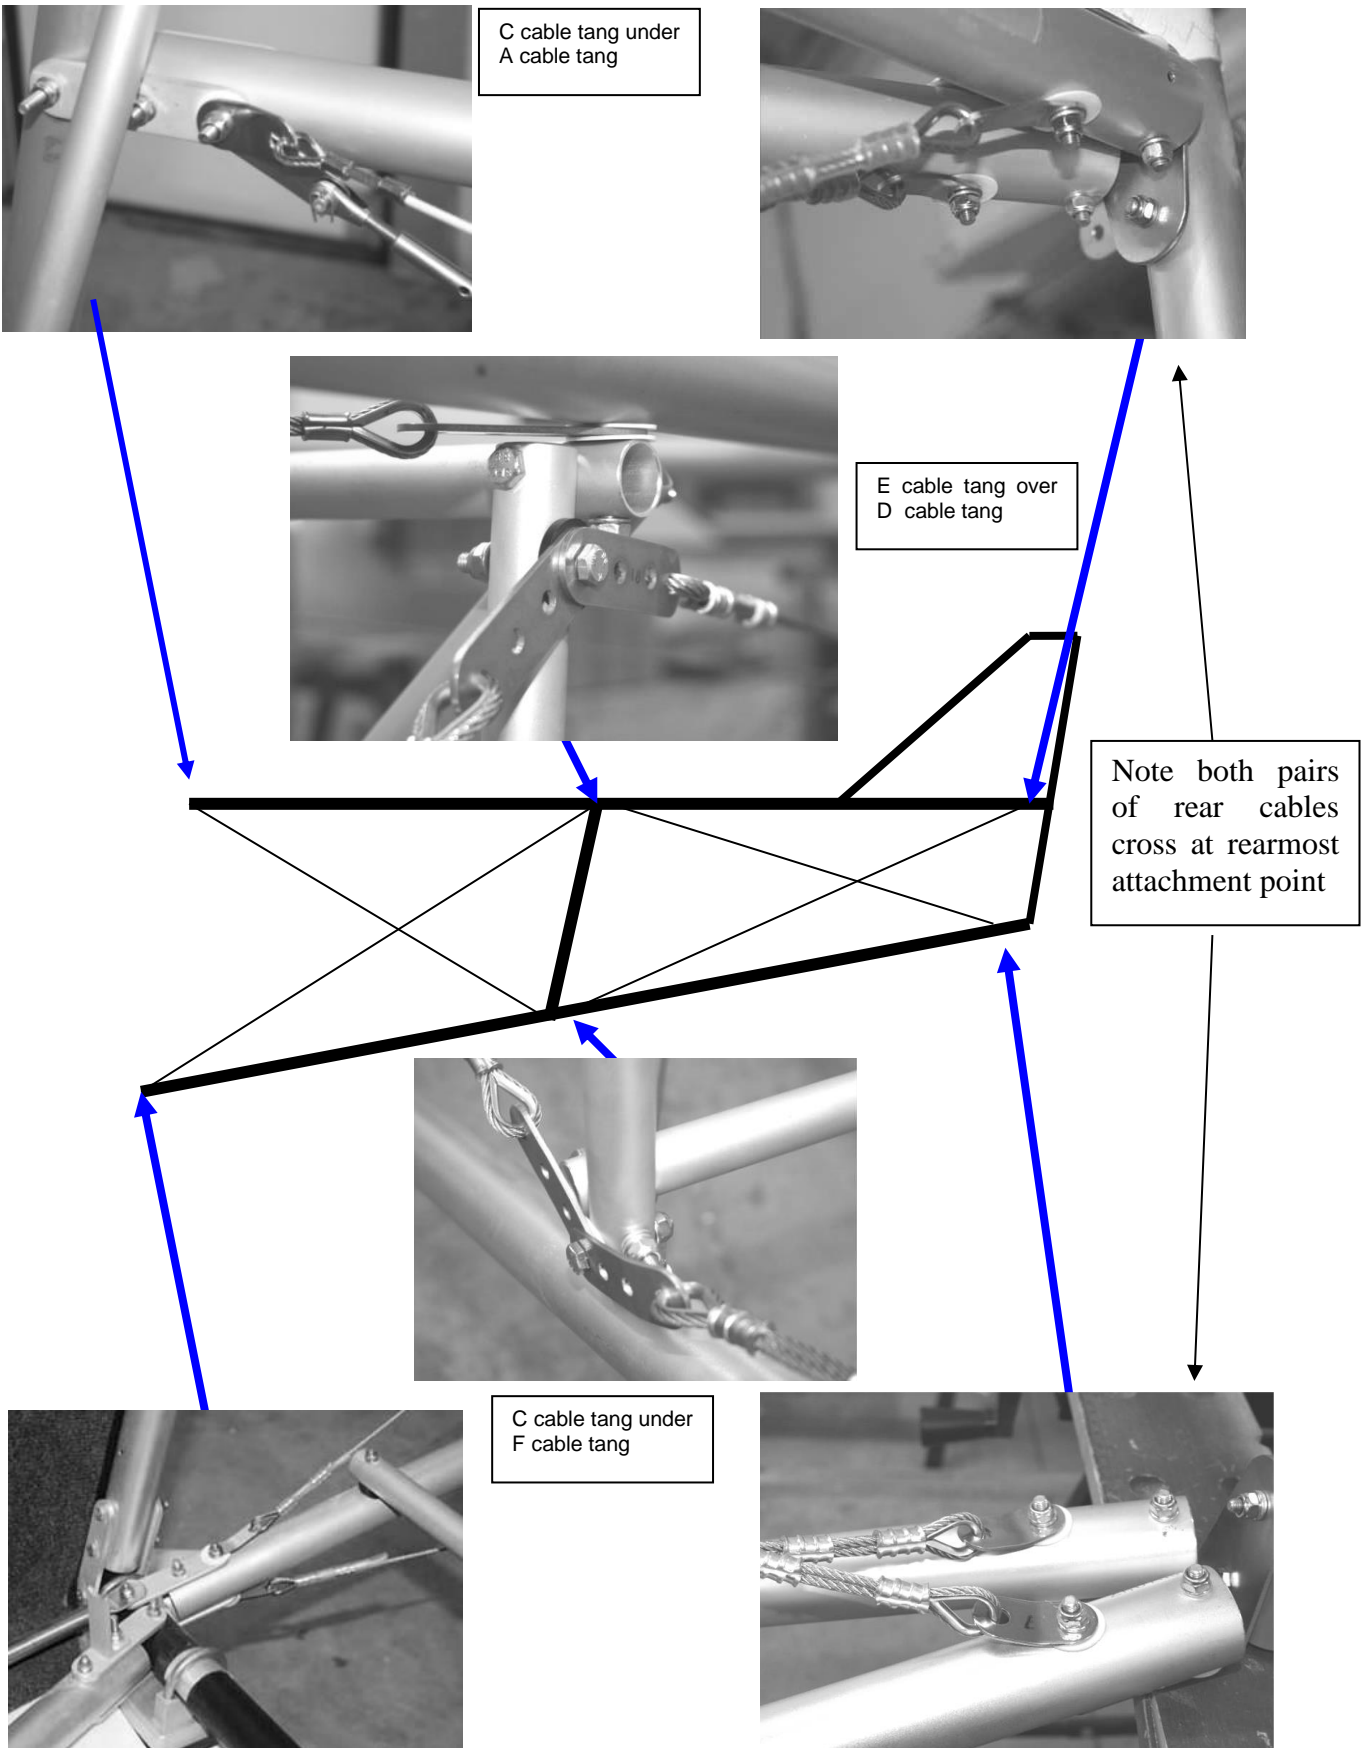 C cable tang under
A cable tang
E cable tang over
D cable tang
Note both pairs
of rear cables
cross at rearmost
attachment point
C cable tang under
F cable tang